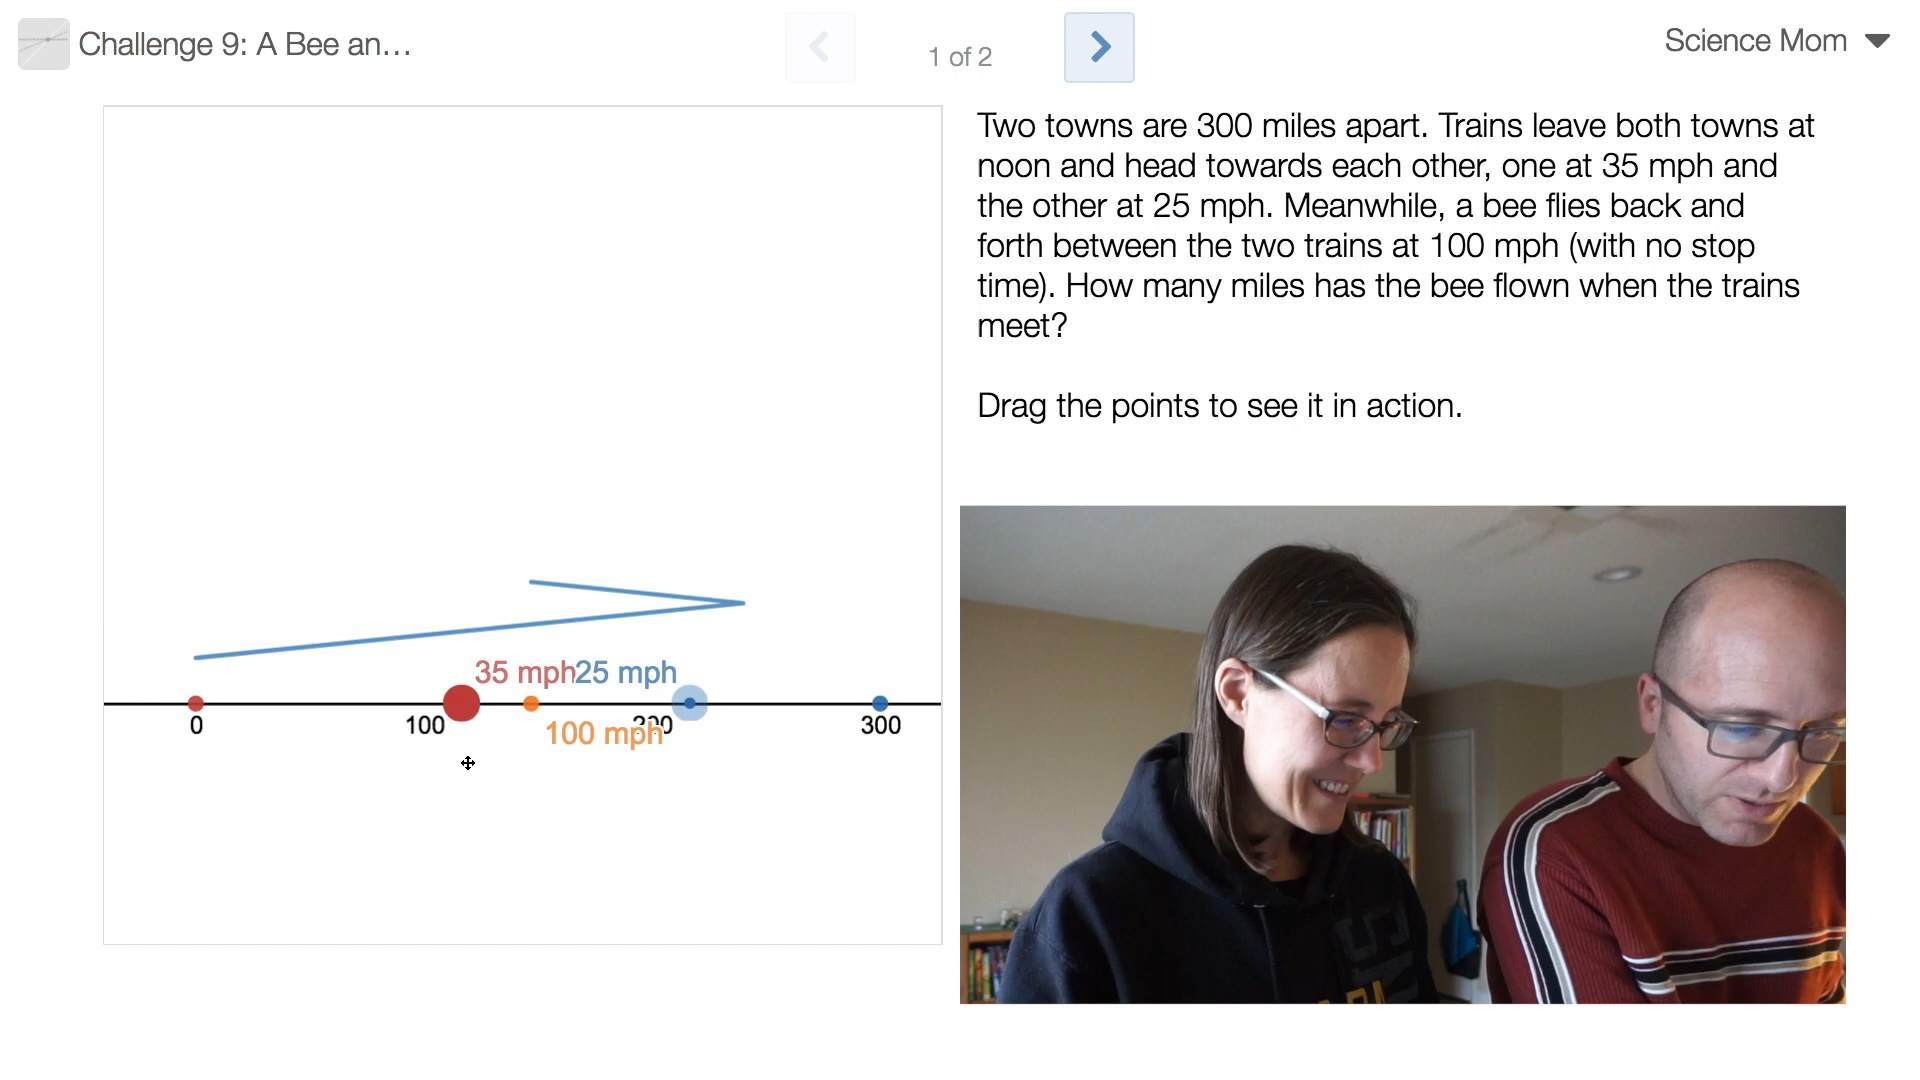 Challenge 9: A Bee an…
1 of 2
Science Mom
Two towns are 300 miles apart. Trains leave both towns at
noon and head towards each other, one at 35 mph and
the other at 25 mph. Meanwhile, a bee flies back and
forth between the two trains at 100 mph (with no stop
time). How many miles has the bee flown when the trains
meet?
Drag the points to see it in action.
35 mph
25 mph
0
100
200
300
100 mph